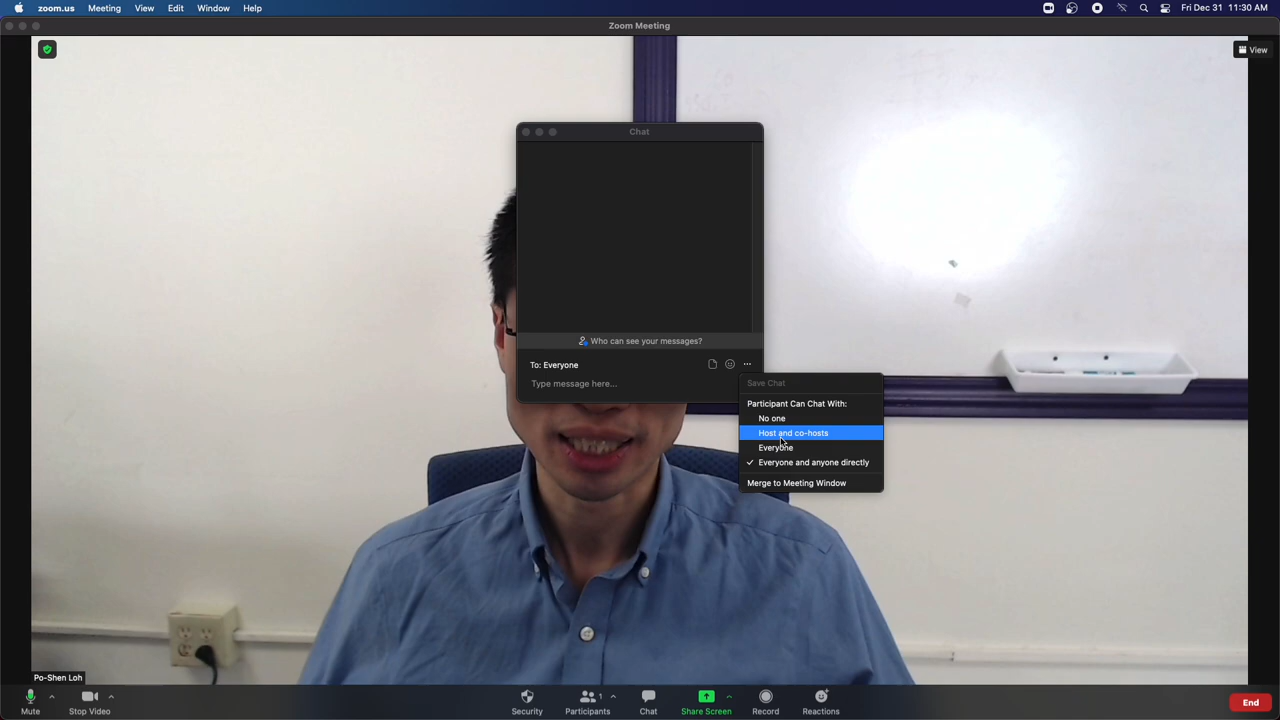 zoom.us Meeting View Edit Window Help
Fri Dec 31 11:30 AM
Zoom Meeting
View
Chat
Who can see your messages?
To: Everyone
Type message here...
Save Chat
Participant Can Chat With:
No one
Host and co-hosts
Everyone
✓ Everyone and anyone directly
Merge to Meeting Window
Po-Shen Loh
Mute
Stop Video
Security
Participants 1
Chat
Share Screen
Record
Reactions
End